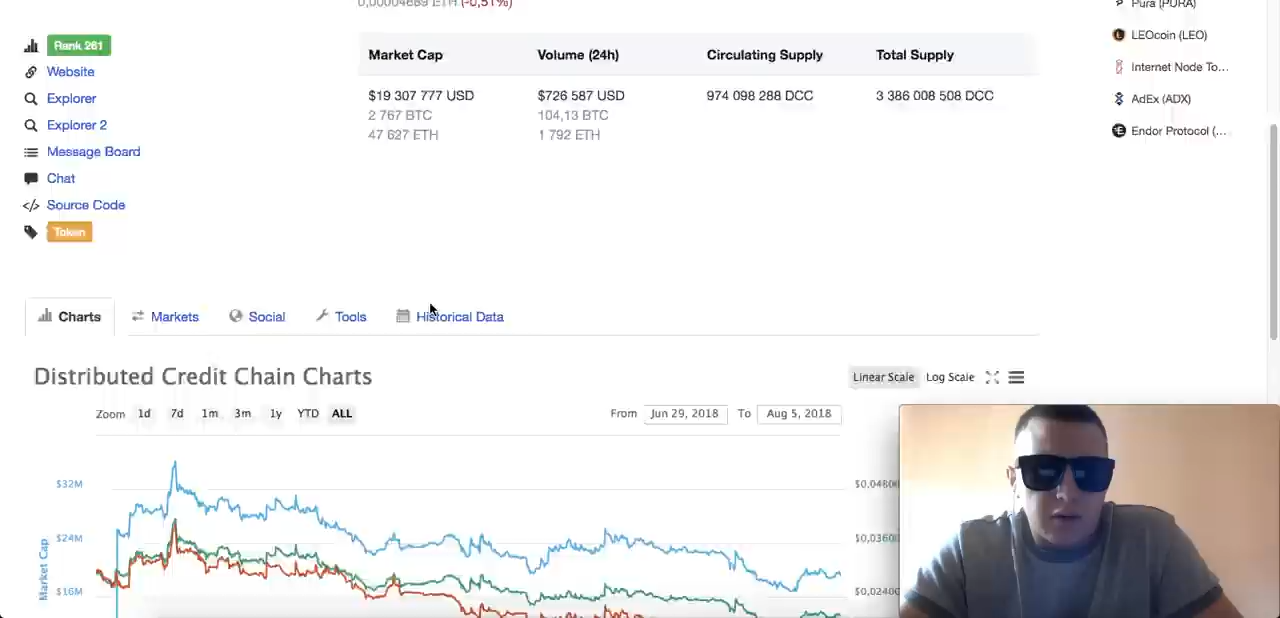 0,00004669 ETH (-0,51%)
Rank 261
Website
Explorer
Explorer 2
Message Board
Chat
Source Code
Token
Market Cap Volume (24h) Circulating Supply Total Supply
$19 307 777 USD $726 587 USD 974 098 288 DCC 3 386 008 508 DCC
2 767 BTC 104,13 BTC
47 627 ETH 1 792 ETH
Pura (PURA)
LEOcoin (LEO)
Internet Node To...
AdEx (ADX)
Endor Protocol (...
Charts Markets Social Tools Historical Data
Distributed Credit Chain Charts
Linear Scale Log Scale
Zoom 1d 7d 1m 3m 1y YTD ALL
From Jun 29, 2018 To Aug 5, 2018
$32M
$24M
$16M
Market Cap